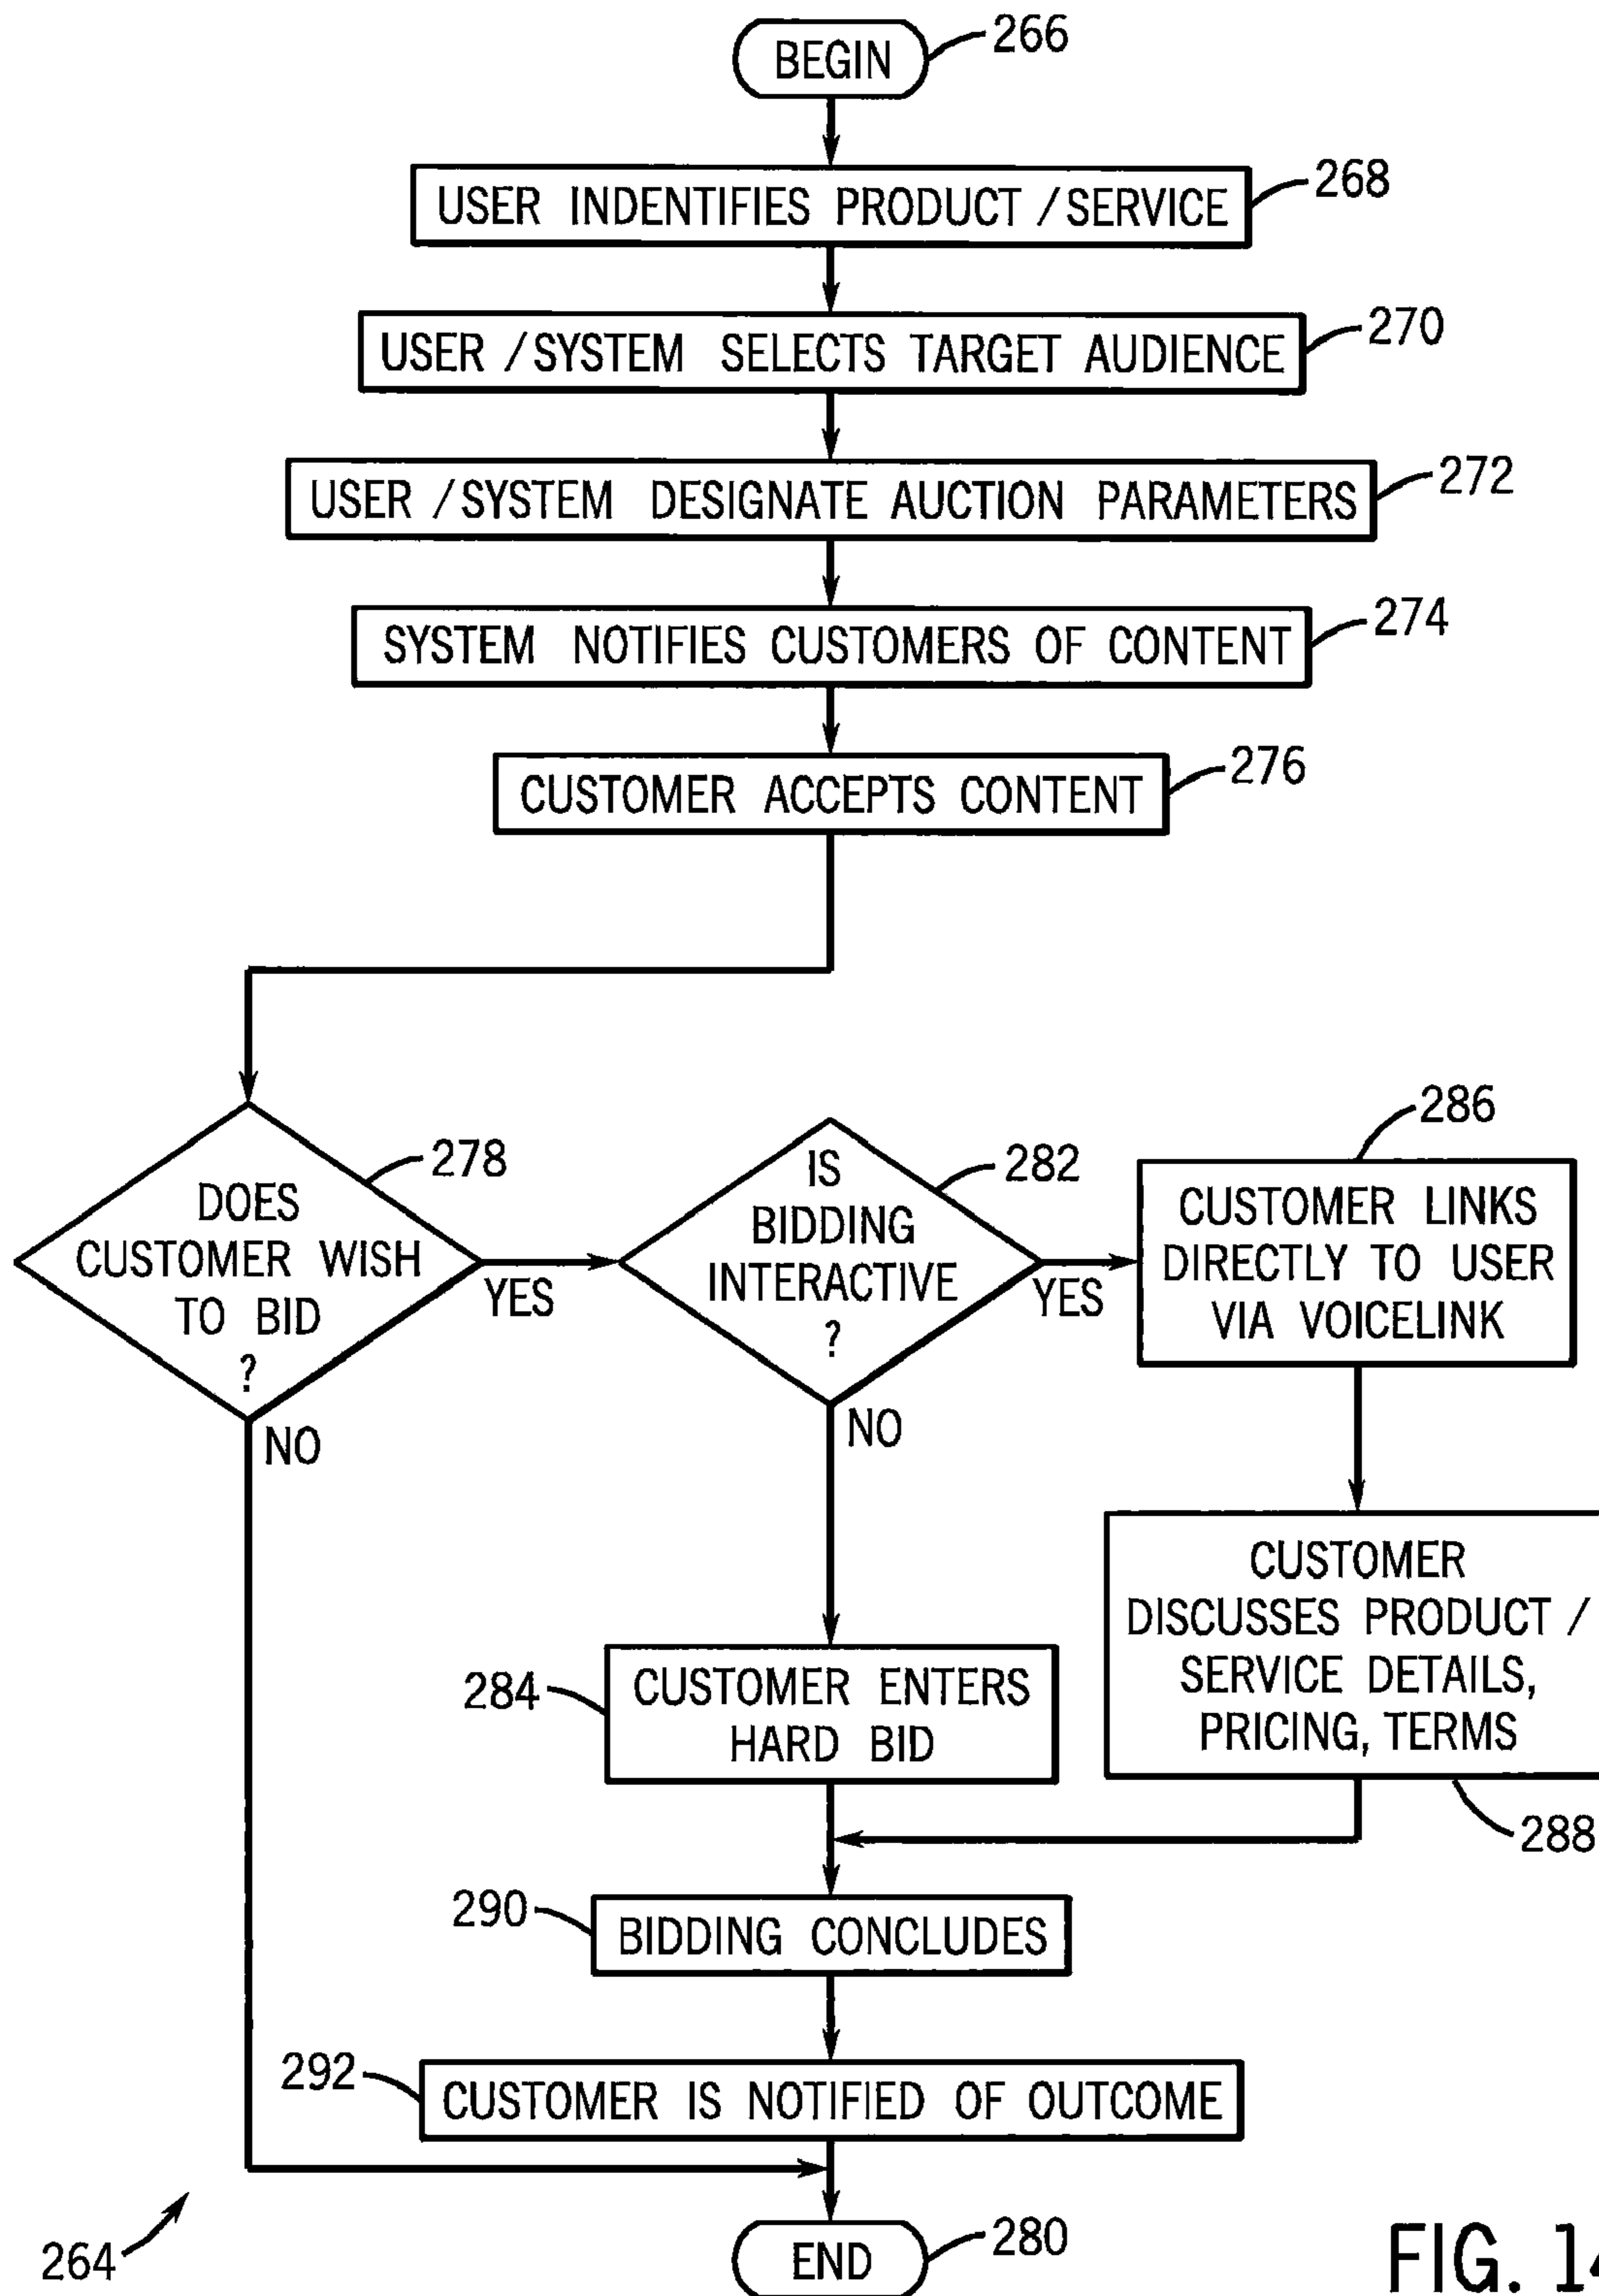 BEGIN
266
USER INDENTIFIES PRODUCT / SERVICE
268
USER / SYSTEM SELECTS TARGET AUDIENCE
270
USER / SYSTEM DESIGNATE AUCTION PARAMETERS
272
SYSTEM NOTIFIES CUSTOMERS OF CONTENT
274
CUSTOMER ACCEPTS CONTENT
276
DOES
CUSTOMER WISH
TO BID
?
278
YES
NO
IS
BIDDING
INTERACTIVE
?
282
YES
NO
286
CUSTOMER LINKS
DIRECTLY TO USER
VIA VOICELINK
CUSTOMER
DISCUSSES PRODUCT /
SERVICE DETAILS,
PRICING, TERMS
288
284
CUSTOMER ENTERS
HARD BID
290
BIDDING CONCLUDES
292
CUSTOMER IS NOTIFIED OF OUTCOME
264
END
280
FIG. 14